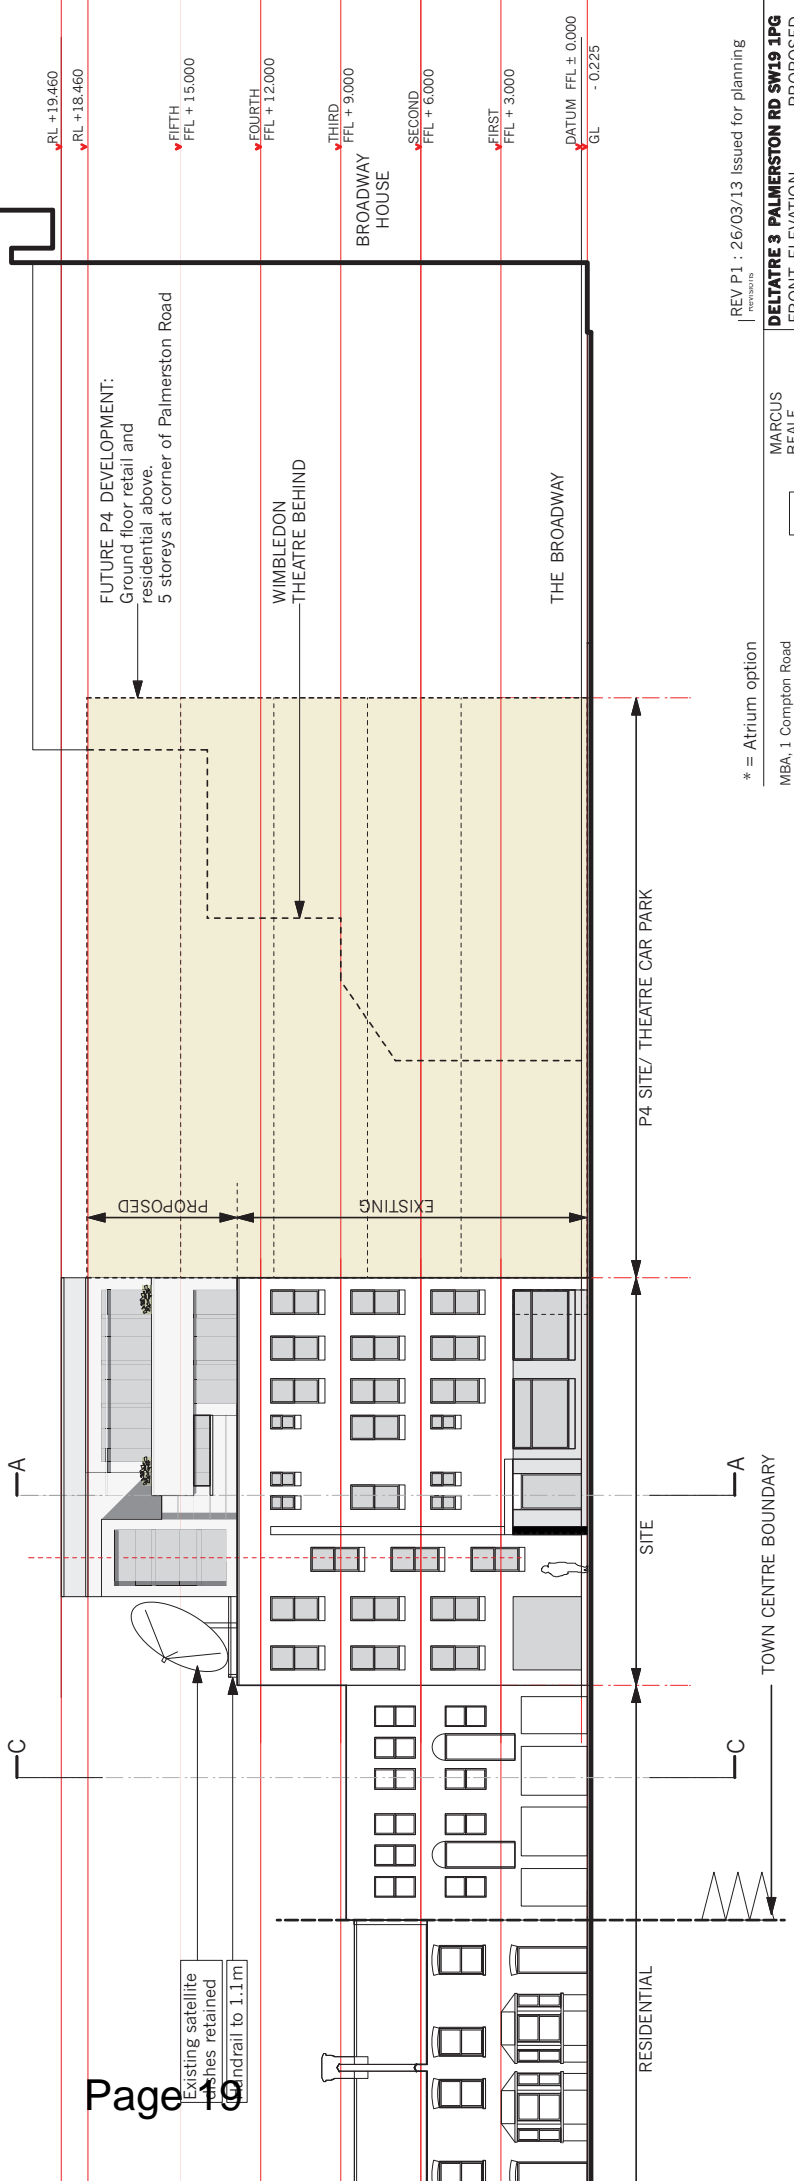 RL +19.460
RL +18.460
FIFTH
FFL + 15.000
FOURTH
FFL + 12.000
THIRD
FFL + 9.000
SECOND
FFL + 6.000
FIRST
FFL + 3.000
DATUM FFL ± 0.000
GL - 0.225
BROADWAY
HOUSE
FUTURE P4 DEVELOPMENT:
Ground floor retail and
residential above.
5 storeys at corner of Palmerston Road
WIMBLEDON
THEATRE BEHIND
THE BROADWAY
PROPOSED
EXISTING
P4 SITE/ THEATRE CAR PARK
A
A
SITE
C
C
TOWN CENTRE BOUNDARY
RESIDENTIAL
Existing satellite
dishes retained
Handrail to 1.1m
* = Atrium option
MBA, 1 Compton Road
MARCUS
BEALE
REV P1 : 26/03/13 Issued for planning
Revisions
DELTATRE 3 PALMERSTON RD SW19 1PG
FRONT ELEVATION PROPOSED
Page 19